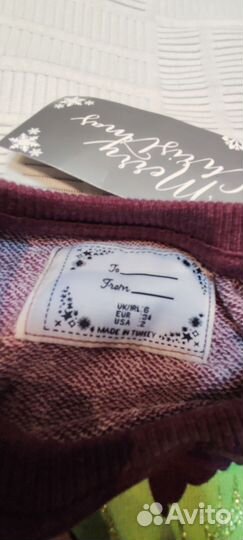 Merry
Christmas
To
From
UK/IRL 6
EUR 34
USA 2
MADE IN TURKEY
Avito